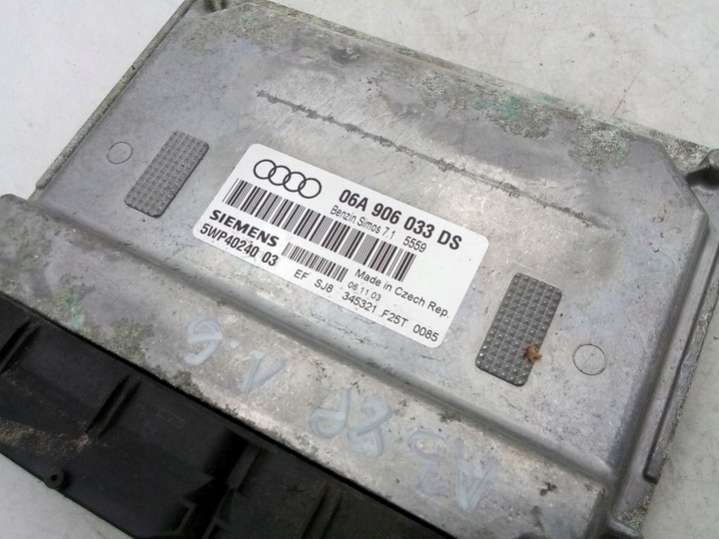 06A 906 033 DS
Benzin Simos 7.1 5559
SIEMENS
5WP40240 03
Made in Czech Rep.
06.11.03
EF SJ8 345321 F25T 0085
A3
1.6